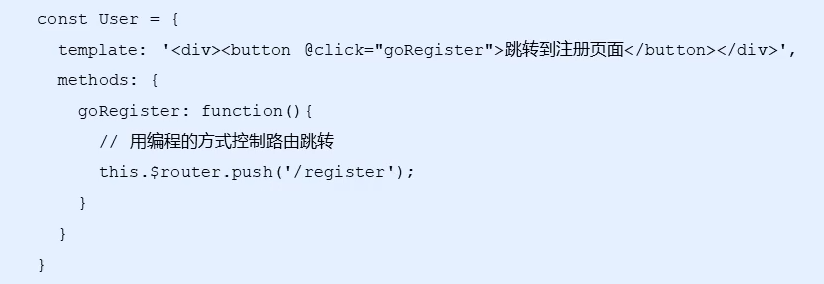 const User = {
  template: '<div><button @click="goRegister">跳转到注册页面</button></div>',
  methods: {
    goRegister: function(){
      // 用编程的方式控制路由跳转
      this.$router.push('/register');
    }
  }
}